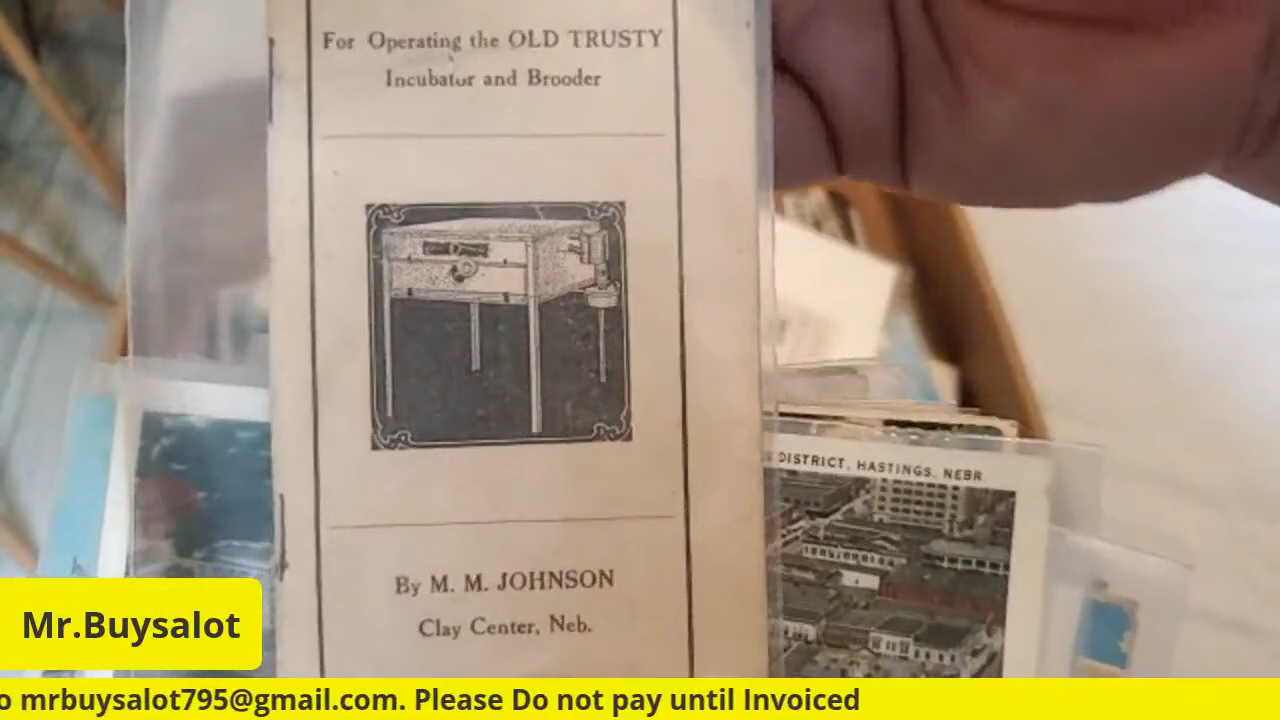 For Operating the OLD TRUSTY
Incubator and Brooder
DISTRICT, HASTINGS, NEBR.
By M. M. JOHNSON
Clay Center, Neb.
Mr.Buysalot
o mrbuysalot795@gmail.com. Please Do not pay until Invoiced